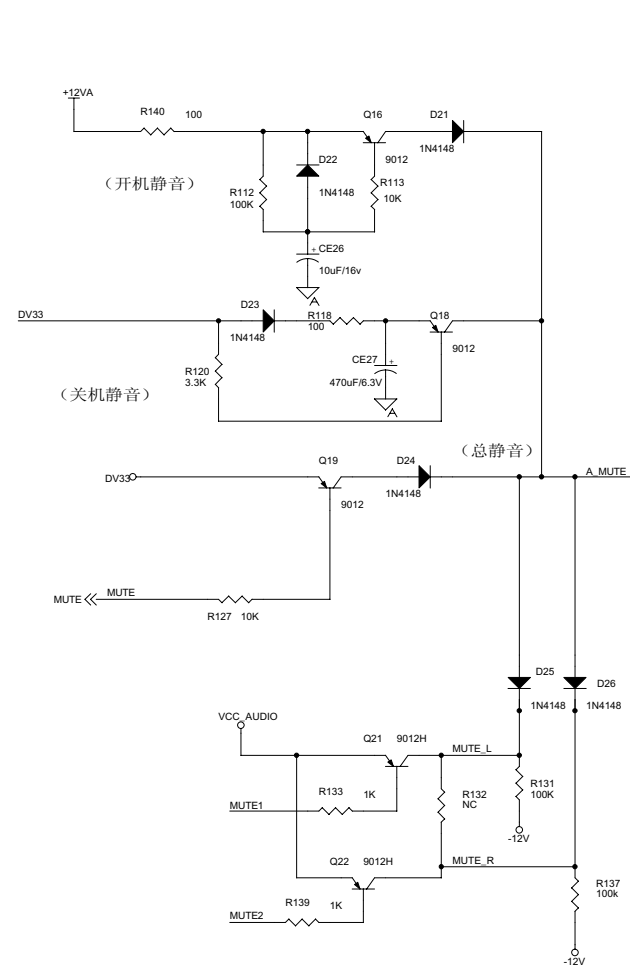 +12VA
R140 100
Q16
D21
1N4148
9012
D22
1N4148
R113
10K
R112
100K
（开机静音）
+ CE26
10uF/16v
A
DV33
D23
1N4148
R118
100
Q18
9012
CE27 +
470uF/6.3V
A
R120
3.3K
（关机静音）
（总静音）
DV33
Q19
9012
D24
1N4148
A_MUTE
MUTE MUTE
R127 10K
D25
1N4148
D26
1N4148
VCC_AUDIO
Q21 9012H
MUTE_L
R133 1K
MUTE1
R132
NC
R131
100K
-12V
Q22 9012H
MUTE_R
R139 1K
MUTE2
R137
100k
-12V